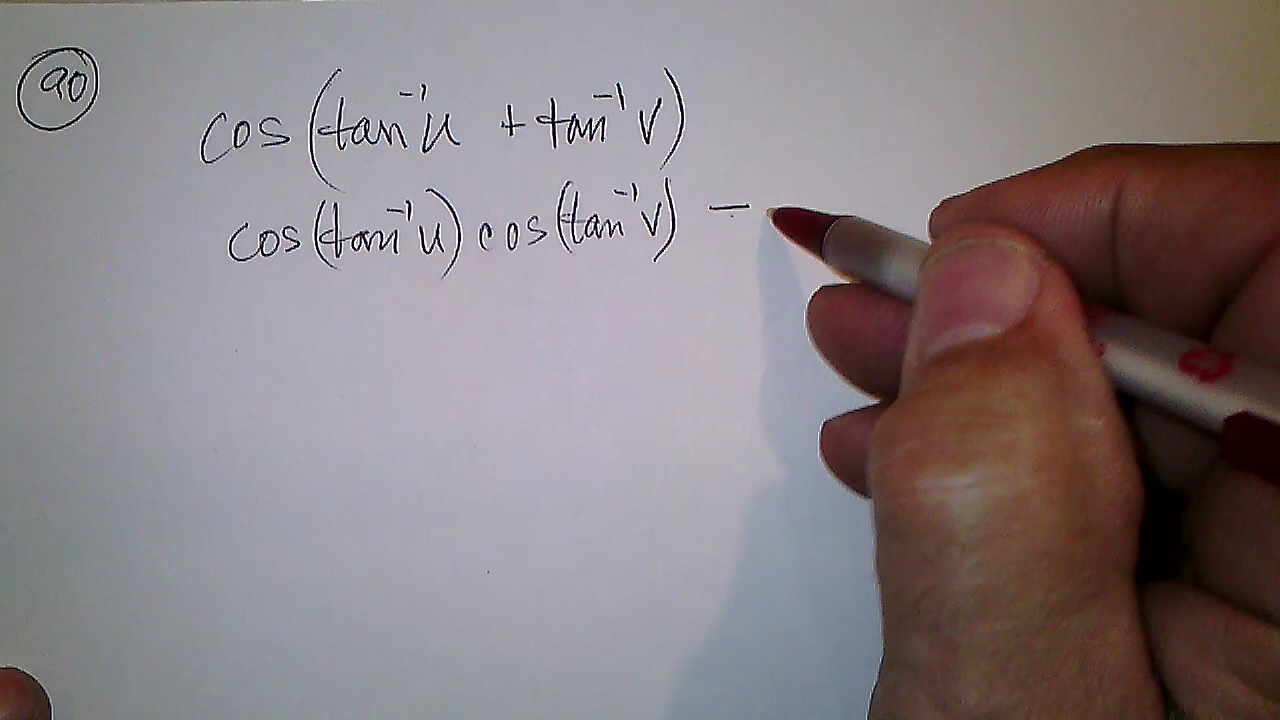 90
cos(tan⁻¹u + tan⁻¹v)
cos(tan⁻¹u) cos(tan⁻¹v) −